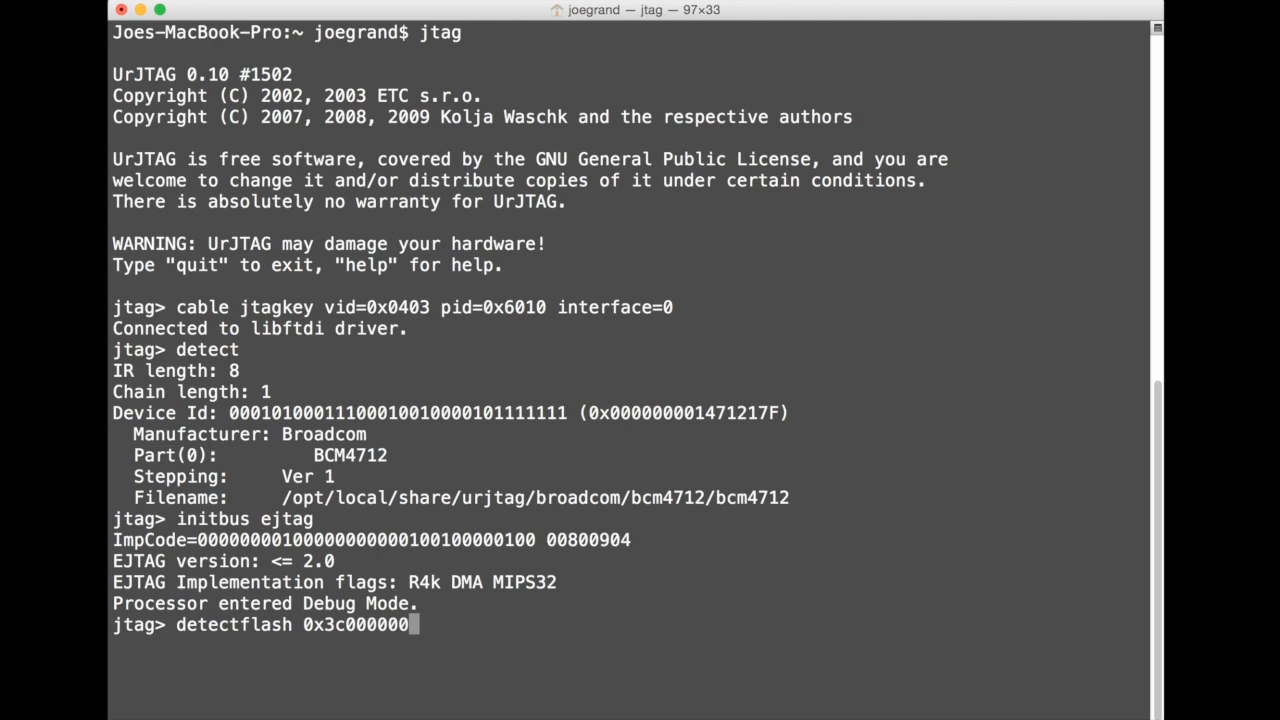 joegrand — jtag — 97×33
Joes-MacBook-Pro:~ joegrand$ jtag
UrJTAG 0.10 #1502
Copyright (C) 2002, 2003 ETC s.r.o.
Copyright (C) 2007, 2008, 2009 Kolja Waschk and the respective authors
UrJTAG is free software, covered by the GNU General Public License, and you are
welcome to change it and/or distribute copies of it under certain conditions.
There is absolutely no warranty for UrJTAG.
WARNING: UrJTAG may damage your hardware!
Type "quit" to exit, "help" for help.
jtag> cable jtagkey vid=0x0403 pid=0x6010 interface=0
Connected to libftdi driver.
jtag> detect
IR length: 8
Chain length: 1
Device Id: 00010100011100010010000101111111 (0x000000001471217F)
Manufacturer: Broadcom
Part(0): BCM4712
Stepping: Ver 1
Filename: /opt/local/share/urjtag/broadcom/bcm4712/bcm4712
jtag> initbus ejtag
ImpCode=00000000100000000000100100000100 00800904
EJTAG version: <= 2.0
EJTAG Implementation flags: R4k DMA MIPS32
Processor entered Debug Mode.
jtag> detectflash 0x3c000000